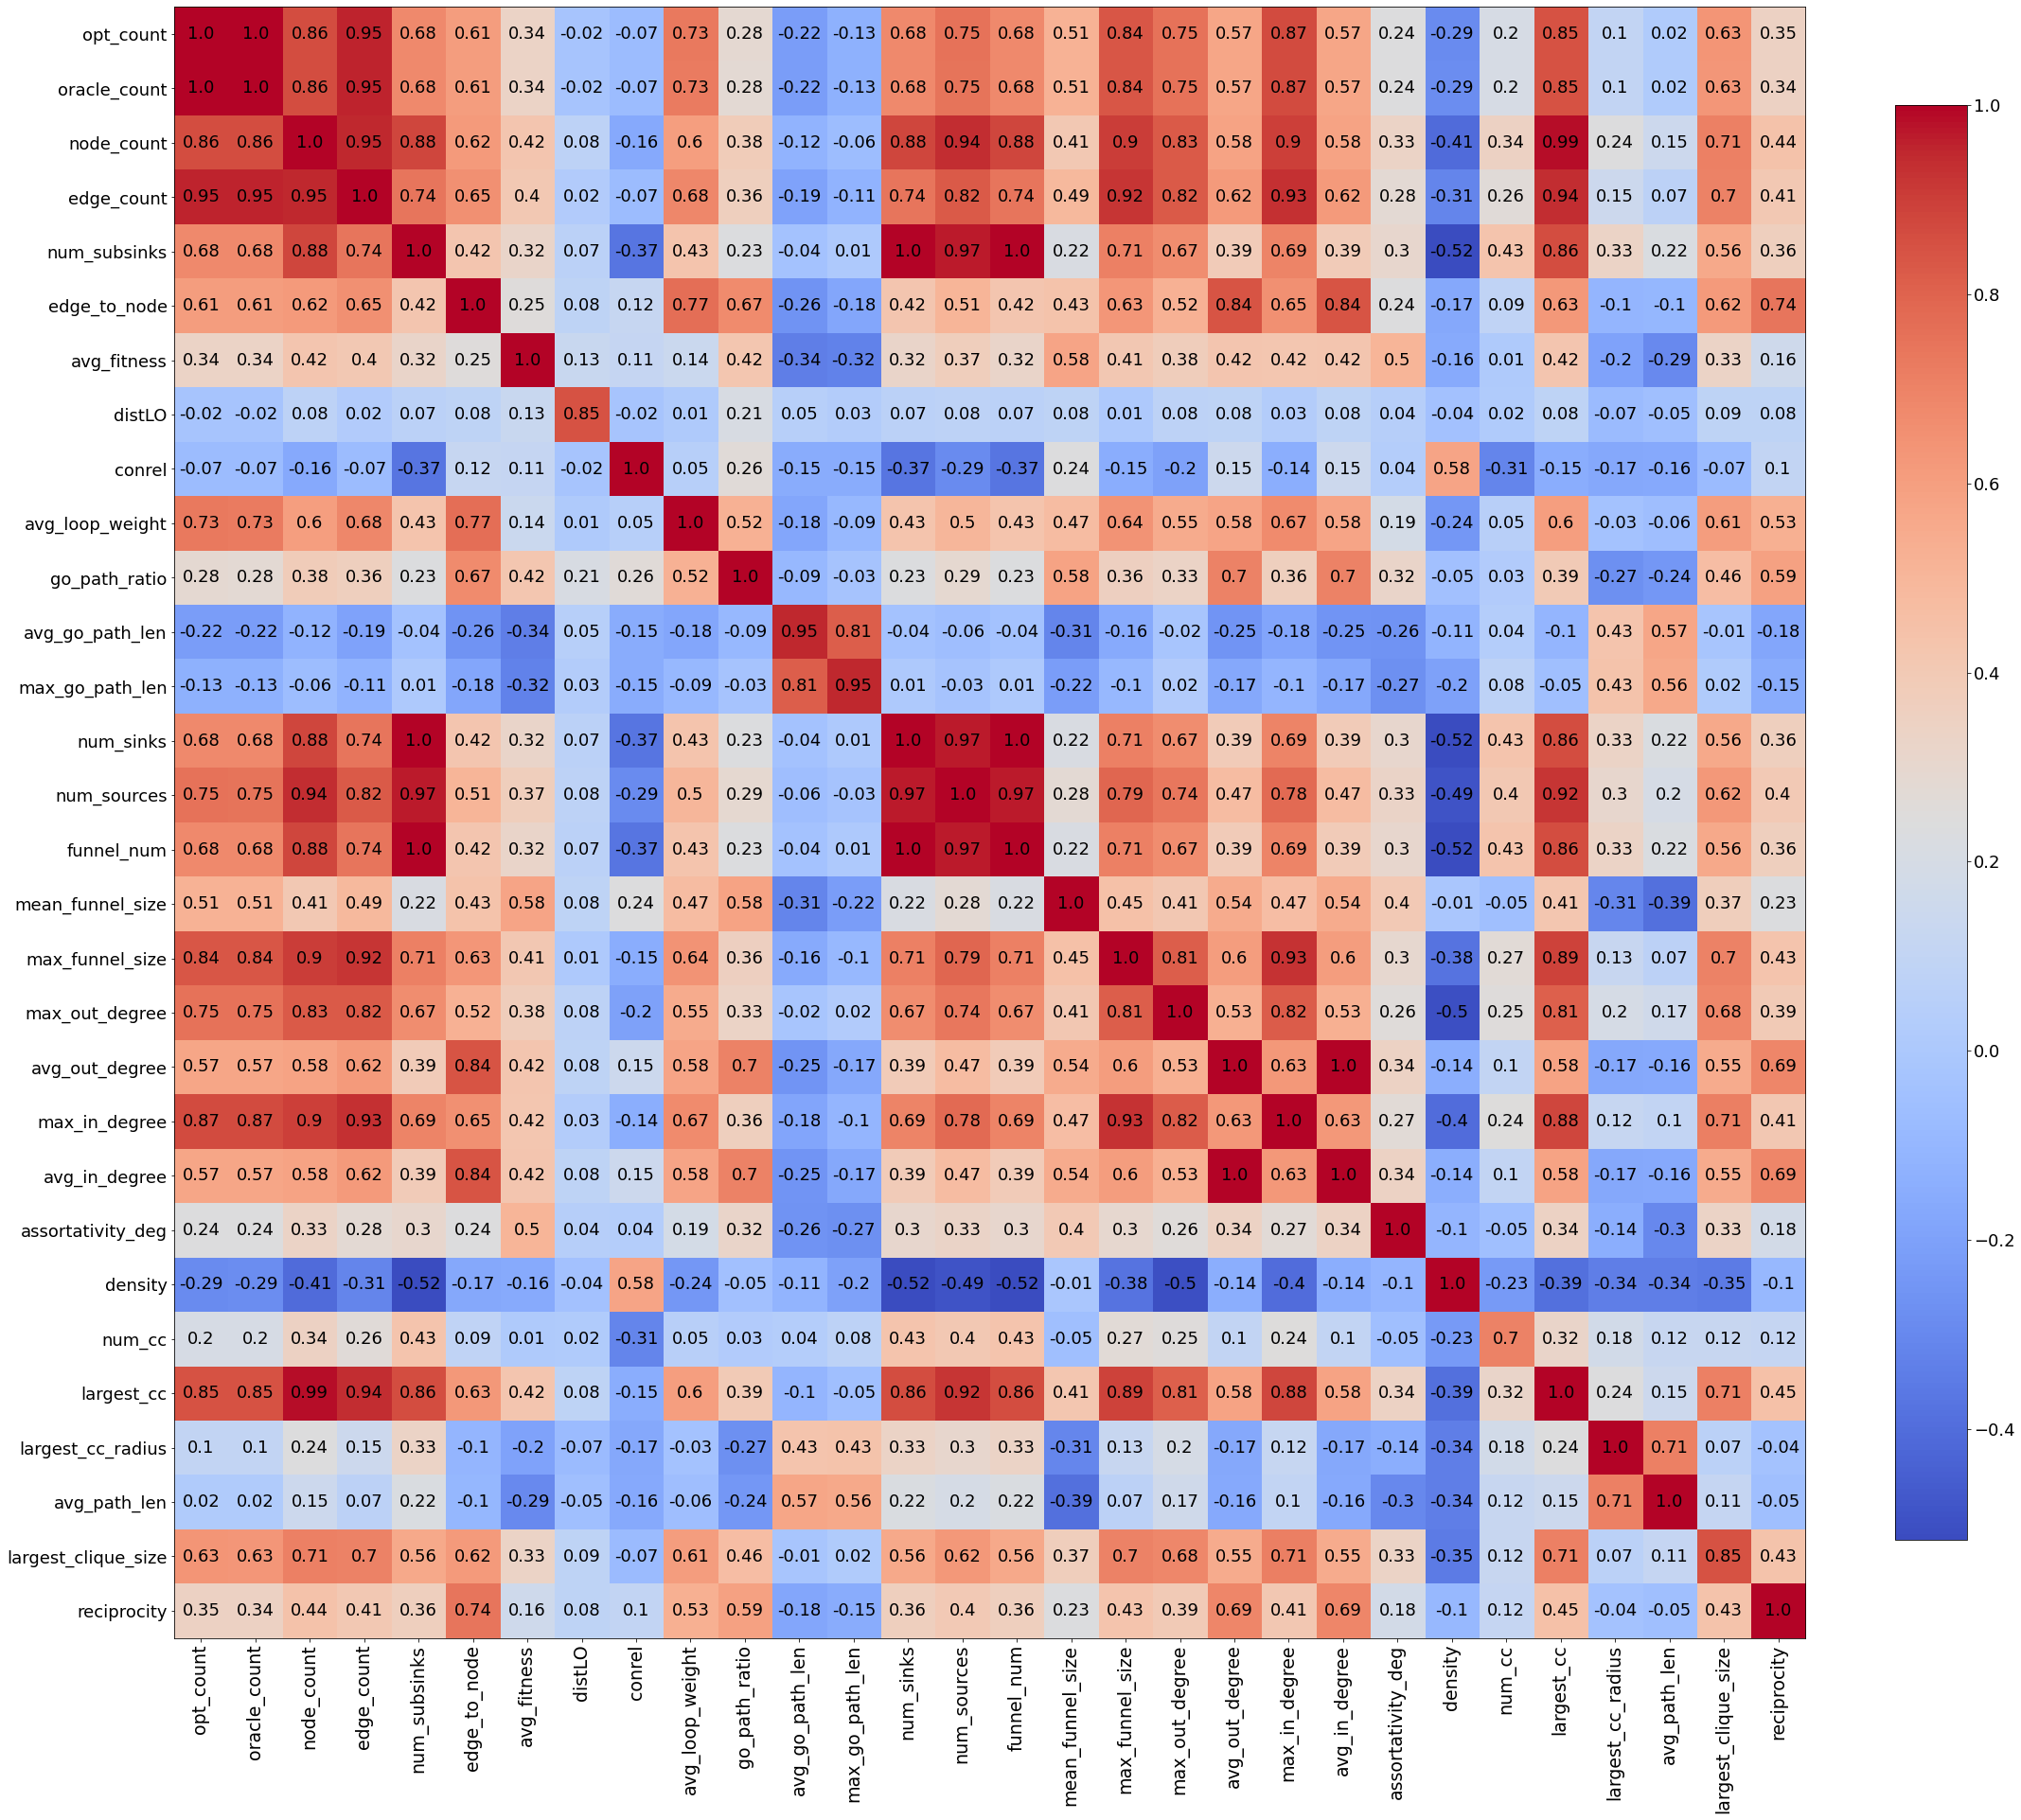 opt_count 1.0 1.0 0.86 0.95 0.68 0.61 0.34 -0.02 -0.07 0.73 0.28 -0.22 -0.13 0.68 0.75 0.68 0.51 0.84 0.75 0.57 0.87 0.57 0.24 -0.29 0.2 0.85 0.1 0.02 0.63 0.35
oracle_count 1.0 1.0 0.86 0.95 0.68 0.61 0.34 -0.02 -0.07 0.73 0.28 -0.22 -0.13 0.68 0.75 0.68 0.51 0.84 0.75 0.57 0.87 0.57 0.24 -0.29 0.2 0.85 0.1 0.02 0.63 0.34
node_count 0.86 0.86 1.0 0.95 0.88 0.62 0.42 0.08 -0.16 0.6 0.38 -0.12 -0.06 0.88 0.94 0.88 0.41 0.9 0.83 0.58 0.9 0.58 0.33 -0.41 0.34 0.99 0.24 0.15 0.71 0.44
edge_count 0.95 0.95 0.95 1.0 0.74 0.65 0.4 0.02 -0.07 0.68 0.36 -0.19 -0.11 0.74 0.82 0.74 0.49 0.92 0.82 0.62 0.93 0.62 0.28 -0.31 0.26 0.94 0.15 0.07 0.7 0.41
num_subsinks 0.68 0.68 0.88 0.74 1.0 0.42 0.32 0.07 -0.37 0.43 0.23 -0.04 0.01 1.0 0.97 1.0 0.22 0.71 0.67 0.39 0.69 0.39 0.3 -0.52 0.43 0.86 0.33 0.22 0.56 0.36
edge_to_node 0.61 0.61 0.62 0.65 0.42 1.0 0.25 0.08 0.12 0.77 0.67 -0.26 -0.18 0.42 0.51 0.42 0.43 0.63 0.52 0.84 0.65 0.84 0.24 -0.17 0.09 0.63 -0.1 -0.1 0.62 0.74
avg_fitness 0.34 0.34 0.42 0.4 0.32 0.25 1.0 0.13 0.11 0.14 0.42 -0.34 -0.32 0.32 0.37 0.32 0.58 0.41 0.38 0.42 0.42 0.42 0.5 -0.16 0.01 0.42 -0.2 -0.29 0.33 0.16
distLO -0.02 -0.02 0.08 0.02 0.07 0.08 0.13 0.85 -0.02 0.01 0.21 0.05 0.03 0.07 0.08 0.07 0.08 0.01 0.08 0.08 0.03 0.08 0.04 -0.04 0.02 0.08 -0.07 -0.05 0.09 0.08
conrel -0.07 -0.07 -0.16 -0.07 -0.37 0.12 0.11 -0.02 1.0 0.05 0.26 -0.15 -0.15 -0.37 -0.29 -0.37 0.24 -0.15 -0.2 0.15 -0.14 0.15 0.04 0.58 -0.31 -0.15 -0.17 -0.16 -0.07 0.1
avg_loop_weight 0.73 0.73 0.6 0.68 0.43 0.77 0.14 0.01 0.05 1.0 0.52 -0.18 -0.09 0.43 0.5 0.43 0.47 0.64 0.55 0.58 0.67 0.58 0.19 -0.24 0.05 0.6 -0.03 -0.06 0.61 0.53
go_path_ratio 0.28 0.28 0.38 0.36 0.23 0.67 0.42 0.21 0.26 0.52 1.0 -0.09 -0.03 0.23 0.29 0.23 0.58 0.36 0.33 0.7 0.36 0.7 0.32 -0.05 0.03 0.39 -0.27 -0.24 0.46 0.59
avg_go_path_len -0.22 -0.22 -0.12 -0.19 -0.04 -0.26 -0.34 0.05 -0.15 -0.18 -0.09 0.95 0.81 -0.04 -0.06 -0.04 -0.31 -0.16 -0.02 -0.25 -0.18 -0.25 -0.26 -0.11 0.04 -0.1 0.43 0.57 -0.01 -0.18
max_go_path_len -0.13 -0.13 -0.06 -0.11 0.01 -0.18 -0.32 0.03 -0.15 -0.09 -0.03 0.81 0.95 0.01 -0.03 0.01 -0.22 -0.1 0.02 -0.17 -0.1 -0.17 -0.27 -0.2 0.08 -0.05 0.43 0.56 0.02 -0.15
num_sinks 0.68 0.68 0.88 0.74 1.0 0.42 0.32 0.07 -0.37 0.43 0.23 -0.04 0.01 1.0 0.97 1.0 0.22 0.71 0.67 0.39 0.69 0.39 0.3 -0.52 0.43 0.86 0.33 0.22 0.56 0.36
num_sources 0.75 0.75 0.94 0.82 0.97 0.51 0.37 0.08 -0.29 0.5 0.29 -0.06 -0.03 0.97 1.0 0.97 0.28 0.79 0.74 0.47 0.78 0.47 0.33 -0.49 0.4 0.92 0.3 0.2 0.62 0.4
funnel_num 0.68 0.68 0.88 0.74 1.0 0.42 0.32 0.07 -0.37 0.43 0.23 -0.04 0.01 1.0 0.97 1.0 0.22 0.71 0.67 0.39 0.69 0.39 0.3 -0.52 0.43 0.86 0.33 0.22 0.56 0.36
mean_funnel_size 0.51 0.51 0.41 0.49 0.22 0.43 0.58 0.08 0.24 0.47 0.58 -0.31 -0.22 0.22 0.28 0.22 1.0 0.45 0.41 0.54 0.47 0.54 0.4 -0.01 -0.05 0.41 -0.31 -0.39 0.37 0.23
max_funnel_size 0.84 0.84 0.9 0.92 0.71 0.63 0.41 0.01 -0.15 0.64 0.36 -0.16 -0.1 0.71 0.79 0.71 0.45 1.0 0.81 0.6 0.93 0.6 0.3 -0.38 0.27 0.89 0.13 0.07 0.7 0.43
max_out_degree 0.75 0.75 0.83 0.82 0.67 0.52 0.38 0.08 -0.2 0.55 0.33 -0.02 0.02 0.67 0.74 0.67 0.41 0.81 1.0 0.53 0.82 0.53 0.26 -0.5 0.25 0.81 0.2 0.17 0.68 0.39
avg_out_degree 0.57 0.57 0.58 0.62 0.39 0.84 0.42 0.08 0.15 0.58 0.7 -0.25 -0.17 0.39 0.47 0.39 0.54 0.6 0.53 1.0 0.63 1.0 0.34 -0.14 0.1 0.58 -0.17 -0.16 0.55 0.69
max_in_degree 0.87 0.87 0.9 0.93 0.69 0.65 0.42 0.03 -0.14 0.67 0.36 -0.18 -0.1 0.69 0.78 0.69 0.47 0.93 0.82 0.63 1.0 0.63 0.27 -0.4 0.24 0.88 0.12 0.1 0.71 0.41
avg_in_degree 0.57 0.57 0.58 0.62 0.39 0.84 0.42 0.08 0.15 0.58 0.7 -0.25 -0.17 0.39 0.47 0.39 0.54 0.6 0.53 1.0 0.63 1.0 0.34 -0.14 0.1 0.58 -0.17 -0.16 0.55 0.69
assortativity_deg 0.24 0.24 0.33 0.28 0.3 0.24 0.5 0.04 0.04 0.19 0.32 -0.26 -0.27 0.3 0.33 0.3 0.4 0.3 0.26 0.34 0.27 0.34 1.0 -0.1 -0.05 0.34 -0.14 -0.3 0.33 0.18
density -0.29 -0.29 -0.41 -0.31 -0.52 -0.17 -0.16 -0.04 0.58 -0.24 -0.05 -0.11 -0.2 -0.52 -0.49 -0.52 -0.01 -0.38 -0.5 -0.14 -0.4 -0.14 -0.1 1.0 -0.23 -0.39 -0.34 -0.34 -0.35 -0.1
num_cc 0.2 0.2 0.34 0.26 0.43 0.09 0.01 0.02 -0.31 0.05 0.03 0.04 0.08 0.43 0.4 0.43 -0.05 0.27 0.25 0.1 0.24 0.1 -0.05 -0.23 0.7 0.32 0.18 0.12 0.12 0.12
largest_cc 0.85 0.85 0.99 0.94 0.86 0.63 0.42 0.08 -0.15 0.6 0.39 -0.1 -0.05 0.86 0.92 0.86 0.41 0.89 0.81 0.58 0.88 0.58 0.34 -0.39 0.32 1.0 0.24 0.15 0.71 0.45
largest_cc_radius 0.1 0.1 0.24 0.15 0.33 -0.1 -0.2 -0.07 -0.17 -0.03 -0.27 0.43 0.43 0.33 0.3 0.33 -0.31 0.13 0.2 -0.17 0.12 -0.17 -0.14 -0.34 0.18 0.24 1.0 0.71 0.07 -0.04
avg_path_len 0.02 0.02 0.15 0.07 0.22 -0.1 -0.29 -0.05 -0.16 -0.06 -0.24 0.57 0.56 0.22 0.2 0.22 -0.39 0.07 0.17 -0.16 0.1 -0.16 -0.3 -0.34 0.12 0.15 0.71 1.0 0.11 -0.05
largest_clique_size 0.63 0.63 0.71 0.7 0.56 0.62 0.33 0.09 -0.07 0.61 0.46 -0.01 0.02 0.56 0.62 0.56 0.37 0.7 0.68 0.55 0.71 0.55 0.33 -0.35 0.12 0.71 0.07 0.11 0.85 0.43
reciprocity 0.35 0.34 0.44 0.41 0.36 0.74 0.16 0.08 0.1 0.53 0.59 -0.18 -0.15 0.36 0.4 0.36 0.23 0.43 0.39 0.69 0.41 0.69 0.18 -0.1 0.12 0.45 -0.04 -0.05 0.43 1.0
opt_count
oracle_count
node_count
edge_count
num_subsinks
edge_to_node
avg_fitness
distLO
conrel
avg_loop_weight
go_path_ratio
avg_go_path_len
max_go_path_len
num_sinks
num_sources
funnel_num
mean_funnel_size
max_funnel_size
max_out_degree
avg_out_degree
max_in_degree
avg_in_degree
assortativity_deg
density
num_cc
largest_cc
largest_cc_radius
avg_path_len
largest_clique_size
reciprocity
1.0
0.8
0.6
0.4
0.2
0.0
−0.2
−0.4